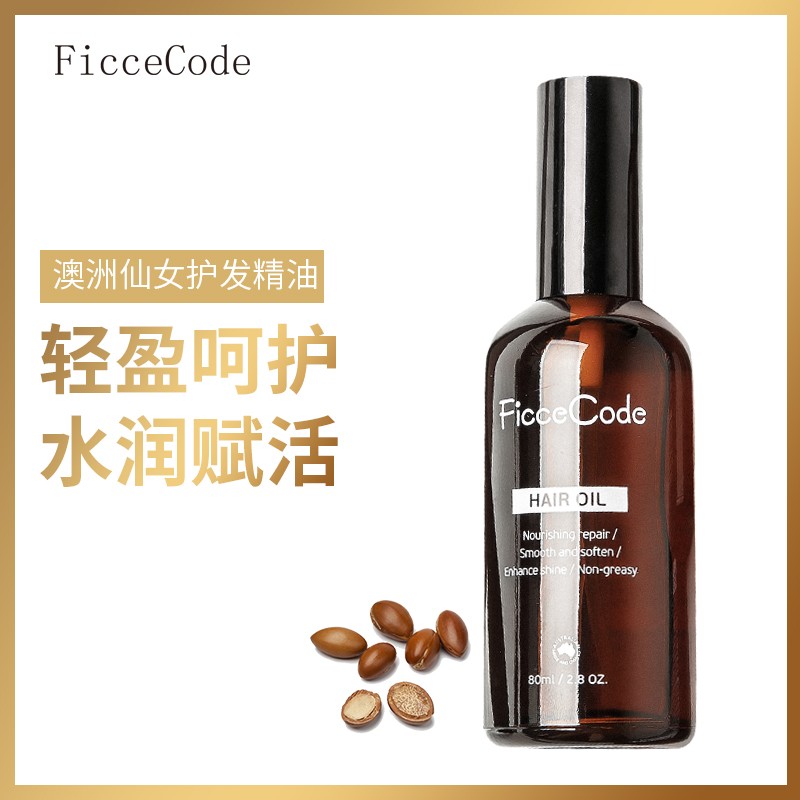 FicceCode
澳洲仙女护发精油
轻盈呵护
水润赋活
FicceCode
HAIR OIL
Nourishing repair /
Smooth and soften /
Enhance shine / Non-greasy
80ml / 2.8 OZ.